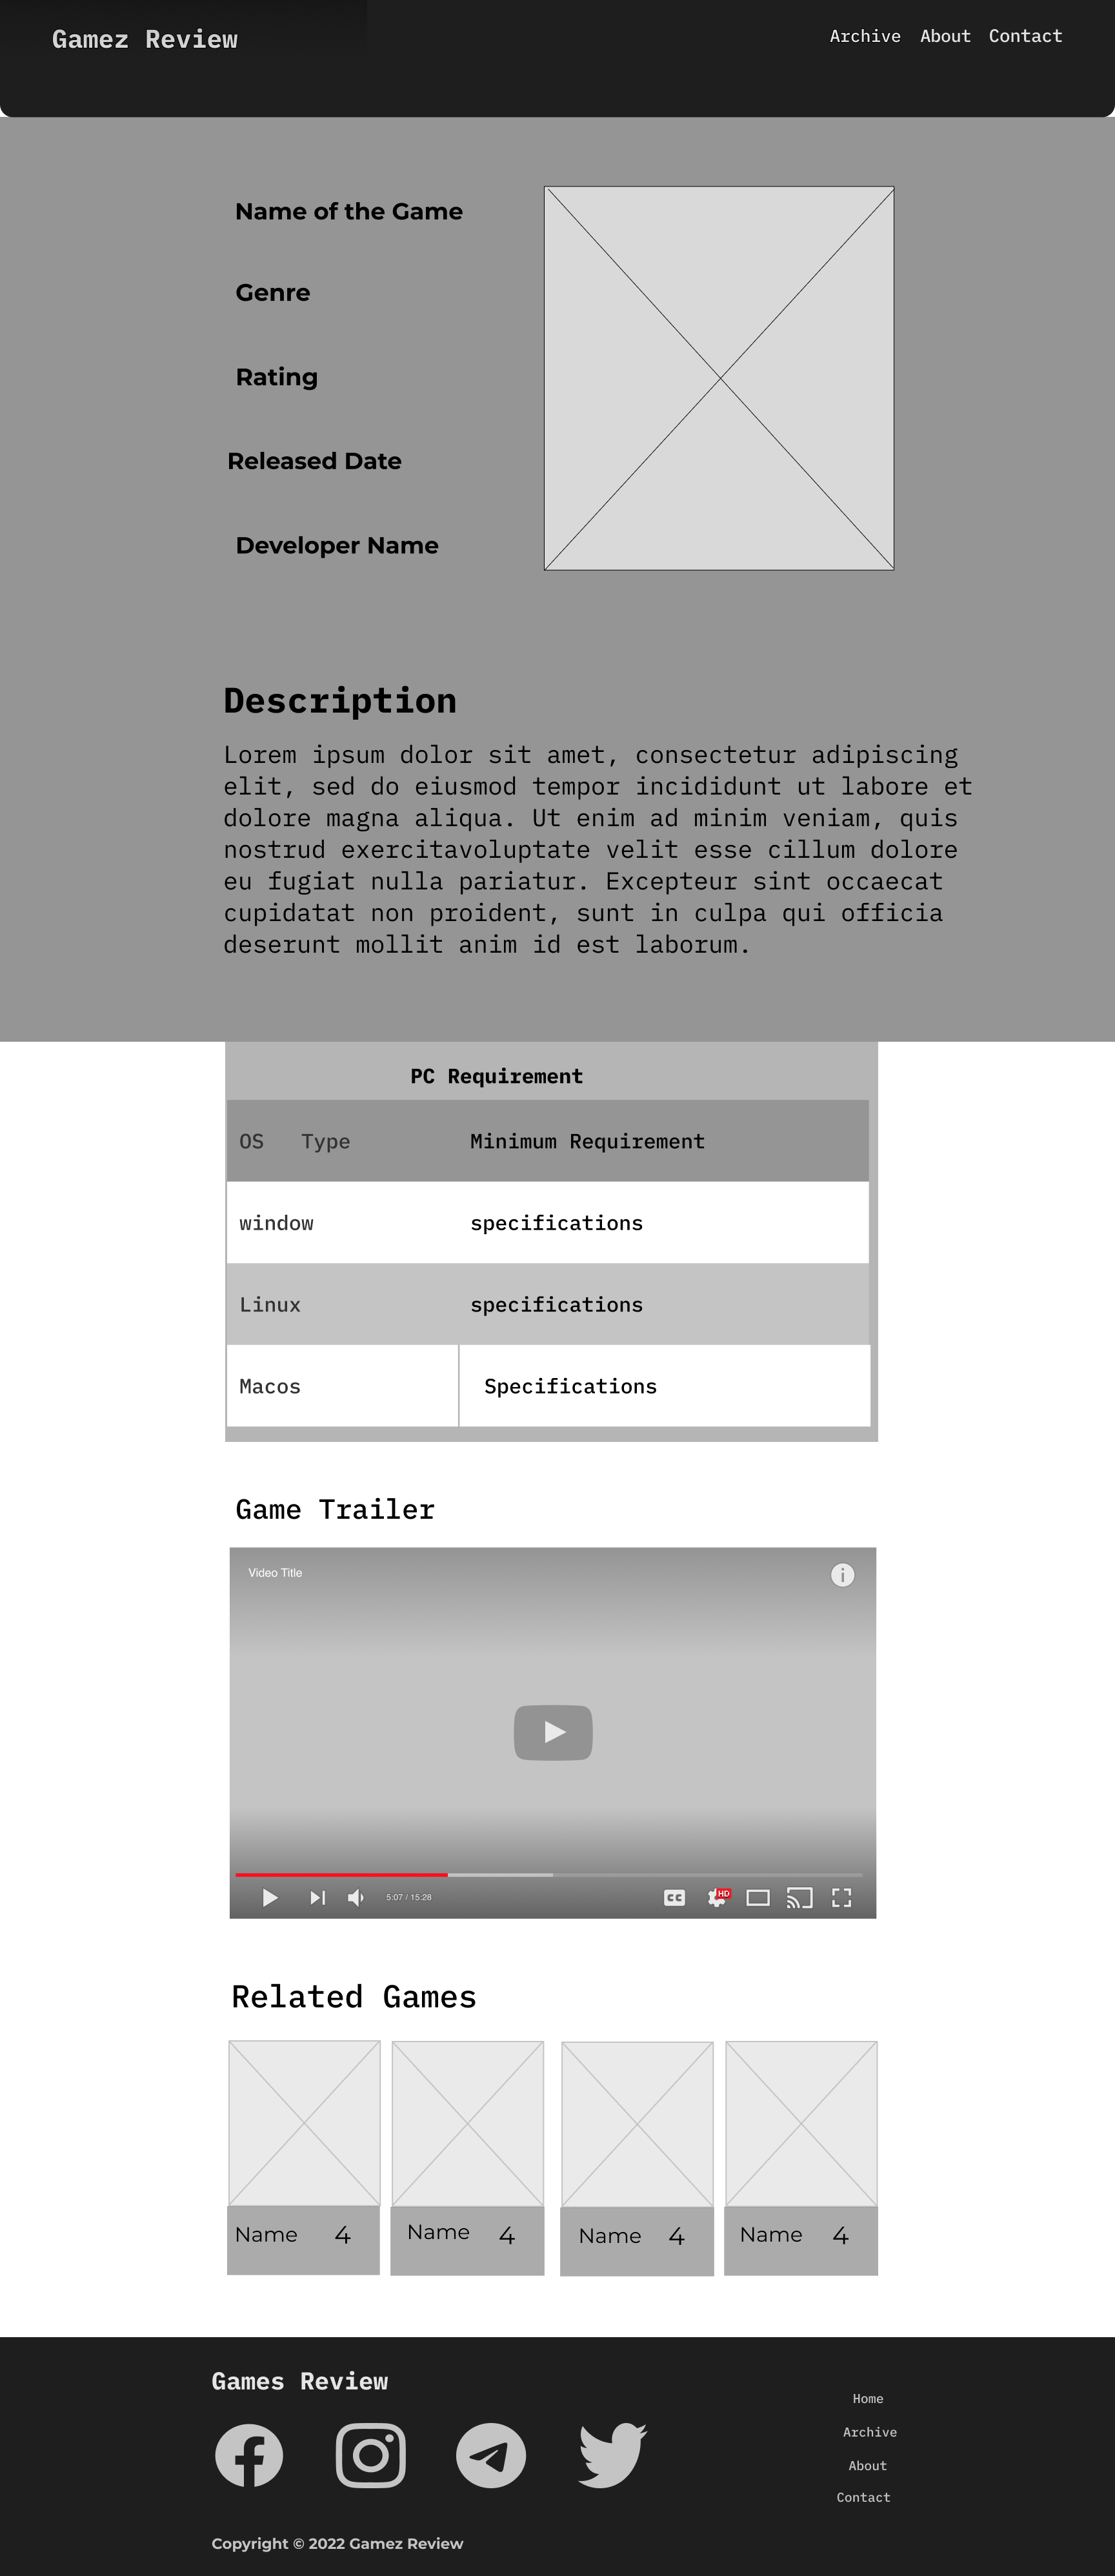 Gamez Review
Archive About Contact
Name of the Game
Genre
Rating
Released Date
Developer Name
Description
Lorem ipsum dolor sit amet, consectetur adipiscing
elit, sed do eiusmod tempor incididunt ut labore et
dolore magna aliqua. Ut enim ad minim veniam, quis
nostrud exercitavoluptate velit esse cillum dolore
eu fugiat nulla pariatur. Excepteur sint occaecat
cupidatat non proident, sunt in culpa qui officia
deserunt mollit anim id est laborum.
PC Requirement
OS Type Minimum Requirement
window specifications
Linux specifications
Macos Specifications
Game Trailer
Video Title
i
5:07 / 15:28
CC HD
Related Games
Name 4 Name 4 Name 4 Name 4
Games Review
Home
Archive
About
Contact
Copyright © 2022 Gamez Review